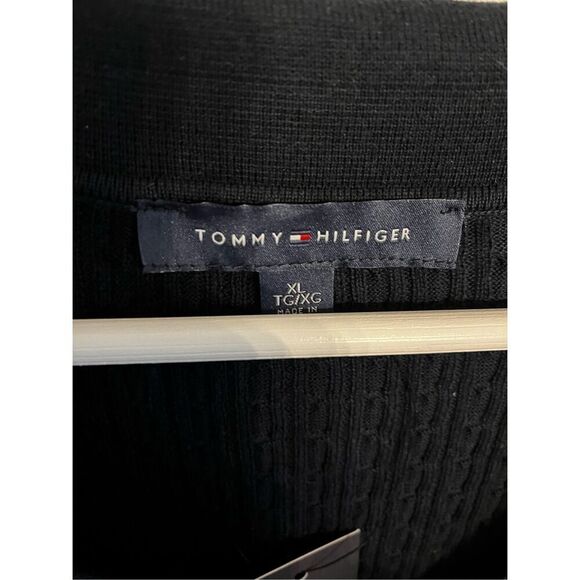 TOMMY HILFIGER
XL
TG/XG
MADE IN